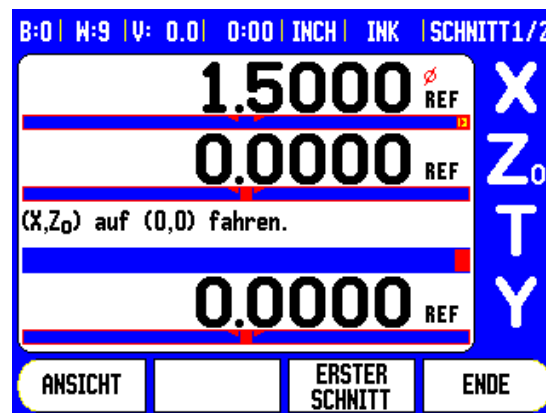 B:0 | W:9 | V: 0.0 | 0:00 | INCH | INK | SCHNITT1/2
1.5000 Ø REF X
0.0000 REF Z0
(X,Z0) auf (0,0) fahren.
T
0.0000 REF Y
ANSICHT ERSTER SCHNITT ENDE